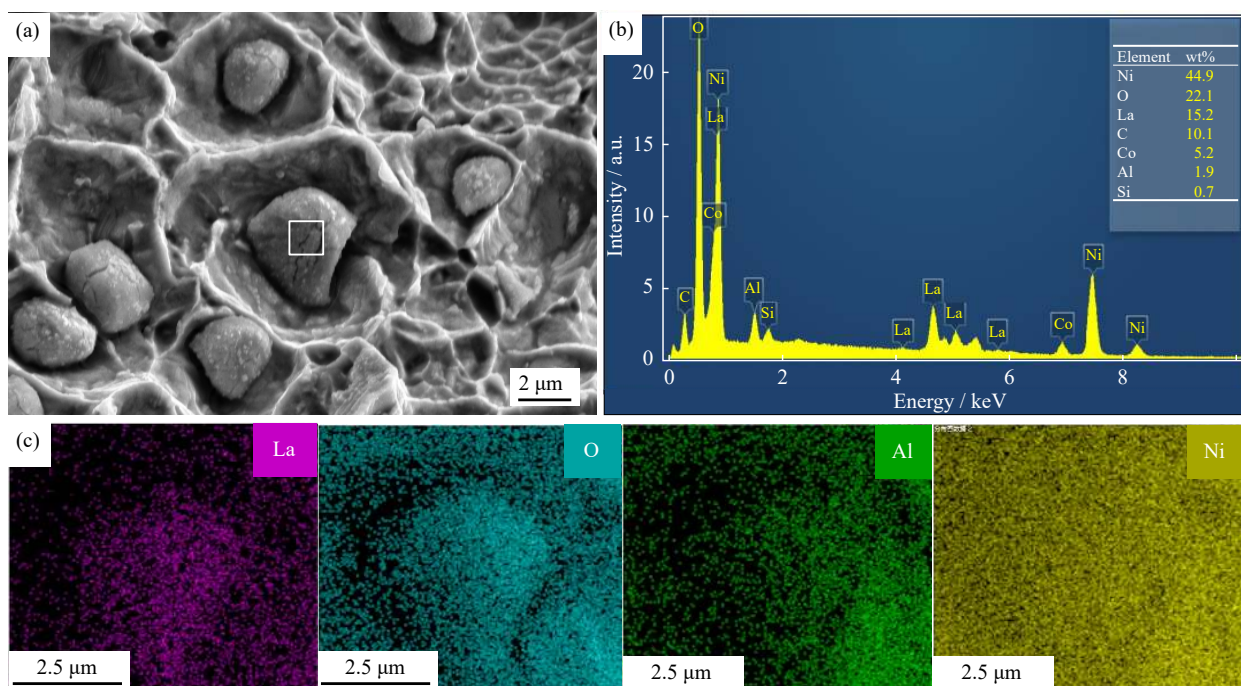 (a)
2 μm
(b)
Intensity / a.u.
20
15
10
5
0
O
Ni
La
Co
C
Al
Si
La
La
La
La
Co
Ni
Ni
Element wt%
Ni 44.9
O 22.1
La 15.2
C 10.1
Co 5.2
Al 1.9
Si 0.7
0 2 4 6 8
Energy / keV
(c)
La
2.5 μm
O
2.5 μm
Al
2.5 μm
Ni
2.5 μm